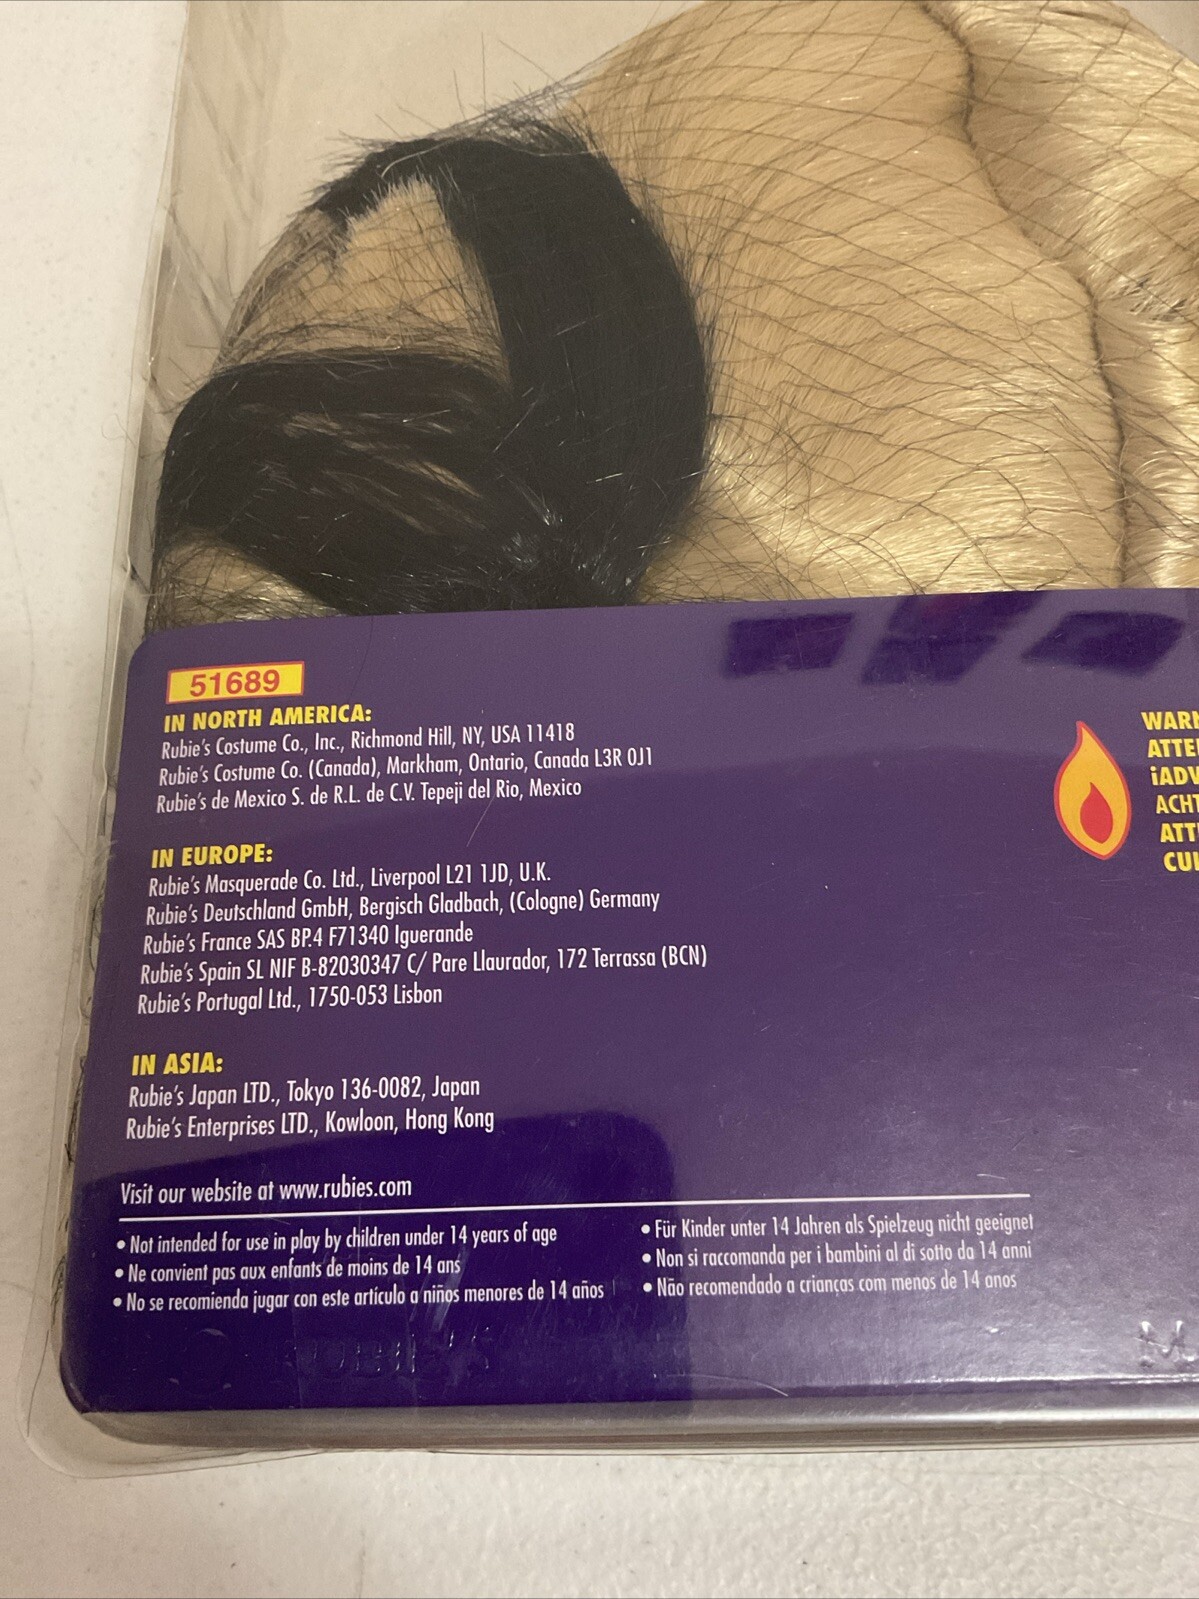 51689
IN NORTH AMERICA:
Rubie's Costume Co., Inc., Richmond Hill, NY, USA 11418
Rubie's Costume Co. (Canada), Markham, Ontario, Canada L3R 0J1
Rubie's de Mexico S. de R.L. de C.V. Tepeji del Rio, Mexico
IN EUROPE:
Rubie's Masquerade Co. Ltd., Liverpool L21 1JD, U.K.
Rubie's Deutschland GmbH, Bergisch Gladbach, (Cologne) Germany
Rubie's France SAS BP.4 F71340 Iguerande
Rubie's Spain SL NIF B-82030347 C/ Pare Llaurador, 172 Terrassa (BCN)
Rubie's Portugal Ltd., 1750-053 Lisbon
IN ASIA:
Rubie's Japan LTD., Tokyo 136-0082, Japan
Rubie's Enterprises LTD., Kowloon, Hong Kong
Visit our website at www.rubies.com
• Not intended for use in play by children under 14 years of age
• Ne convient pas aux enfants de moins de 14 ans
• No se recomienda jugar con este artículo a niños menores de 14 años
• Für Kinder unter 14 Jahren als Spielzeug nicht geeignet
• Non si raccomanda per i bambini al di sotto da 14 anni
• Não recomendado a crianças com menos de 14 anos
WARN
ATTE
¡ADV
ACHT
ATT
CUI